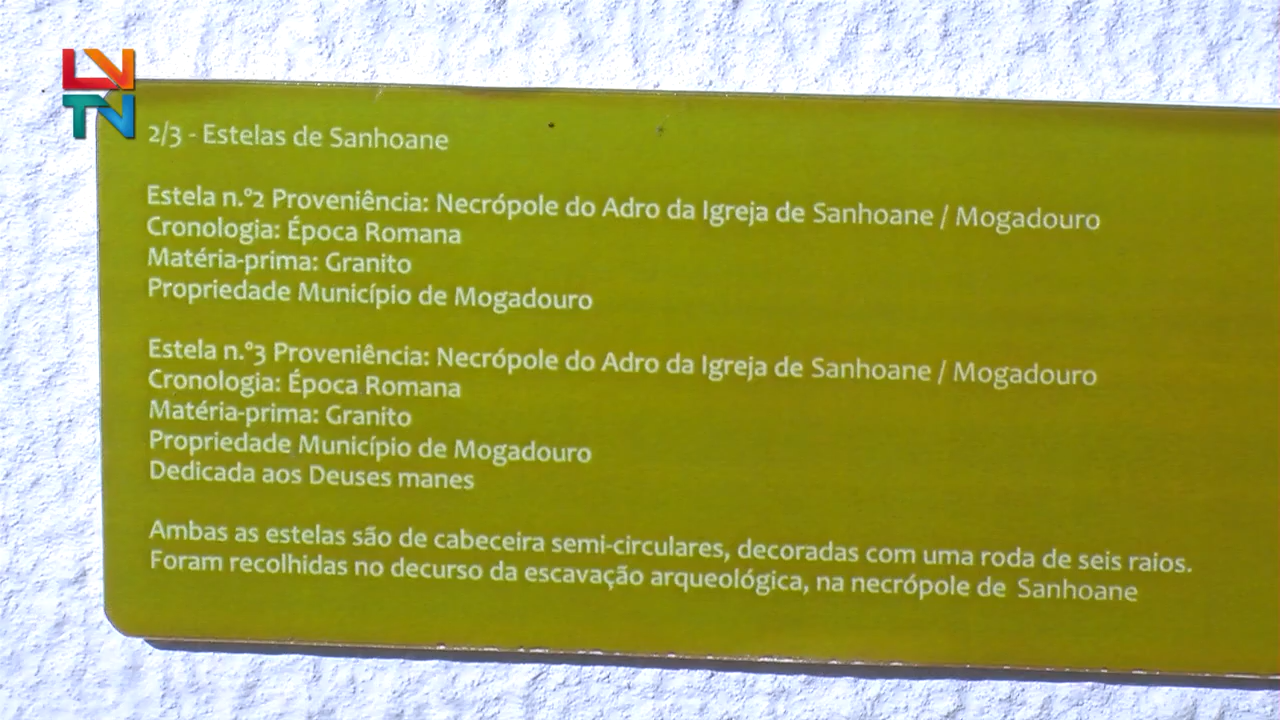 LV
TN
2/3 - Estelas de Sanhoane
Estela n.º2 Proveniência: Necrópole do Adro da Igreja de Sanhoane / Mogadouro
Cronologia: Época Romana
Matéria-prima: Granito
Propriedade Município de Mogadouro
Estela n.º3 Proveniência: Necrópole do Adro da Igreja de Sanhoane / Mogadouro
Cronologia: Época Romana
Matéria-prima: Granito
Propriedade Município de Mogadouro
Dedicada aos Deuses manes
Ambas as estelas são de cabeceira semi-circulares, decoradas com uma roda de seis raios.
Foram recolhidas no decurso da escavação arqueológica, na necrópole de Sanhoane